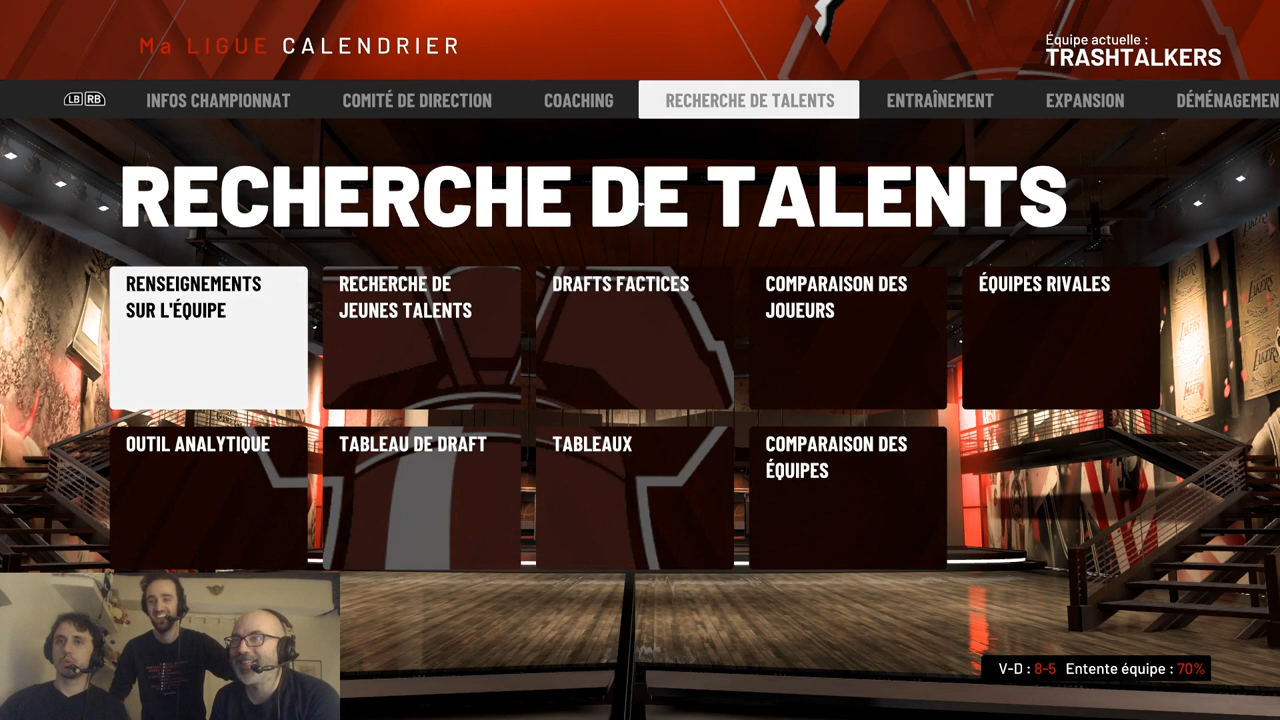 Ma LIGUE CALENDRIER
Équipe actuelle :
TRASHTALKERS
LB RB
INFOS CHAMPIONNAT
COMITÉ DE DIRECTION
COACHING
RECHERCHE DE TALENTS
ENTRAÎNEMENT
EXPANSION
DÉMÉNAGEMEN
RECHERCHE DE TALENTS
RENSEIGNEMENTS
SUR L'ÉQUIPE
RECHERCHE DE
JEUNES TALENTS
DRAFTS FACTICES
COMPARAISON DES
JOUEURS
ÉQUIPES RIVALES
OUTIL ANALYTIQUE
TABLEAU DE DRAFT
TABLEAUX
COMPARAISON DES
ÉQUIPES
V-D : 8-5 Entente équipe : 70%